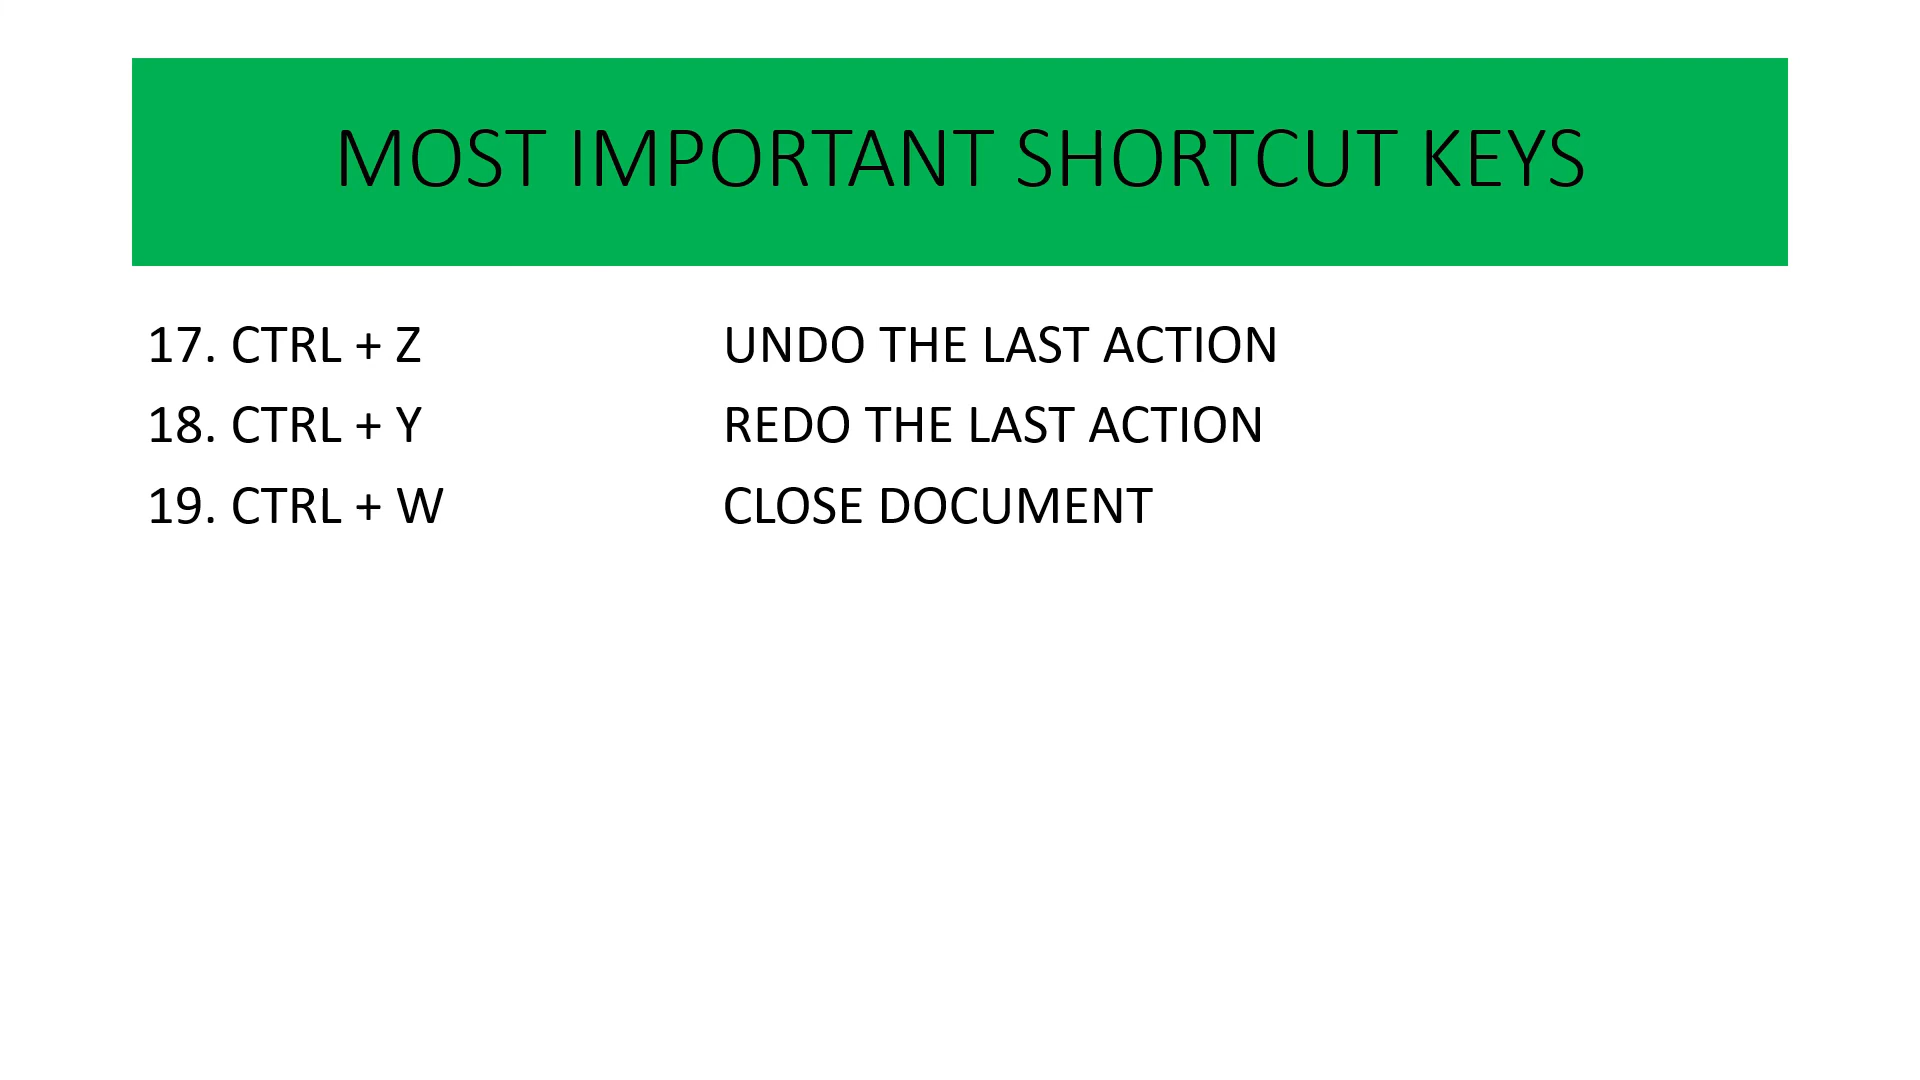 MOST IMPORTANT SHORTCUT KEYS
17. CTRL + Z UNDO THE LAST ACTION
18. CTRL + Y REDO THE LAST ACTION
19. CTRL + W CLOSE DOCUMENT